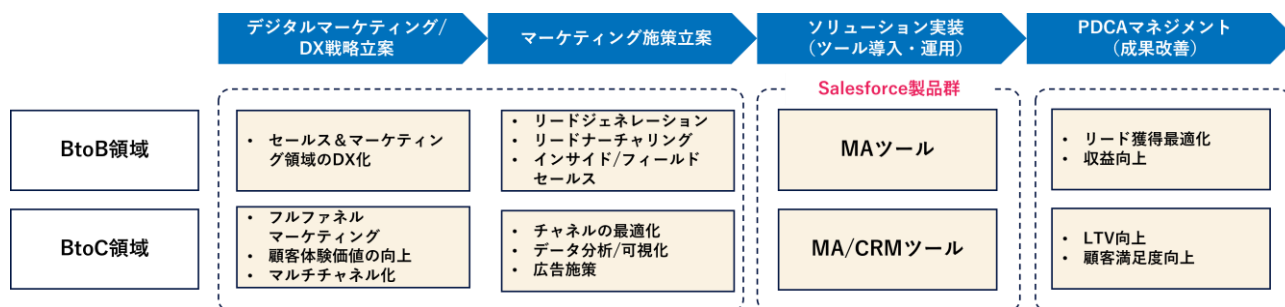 デジタルマーケティング/
DX戦略立案
マーケティング施策立案
ソリューション実装
(ツール導入・運用)
PDCAマネジメント
(成果改善)
Salesforce製品群
BtoB領域
• セールス&マーケティン
グ領域のDX化
• リードジェネレーション
• リードナーチャリング
• インサイド/フィールド
セールス
MAツール
• リード獲得最適化
• 収益向上
BtoC領域
• フルファネル
マーケティング
• 顧客体験価値の向上
• マルチチャネル化
• チャネルの最適化
• データ分析/可視化
• 広告施策
MA/CRMツール
• LTV向上
• 顧客満足度向上